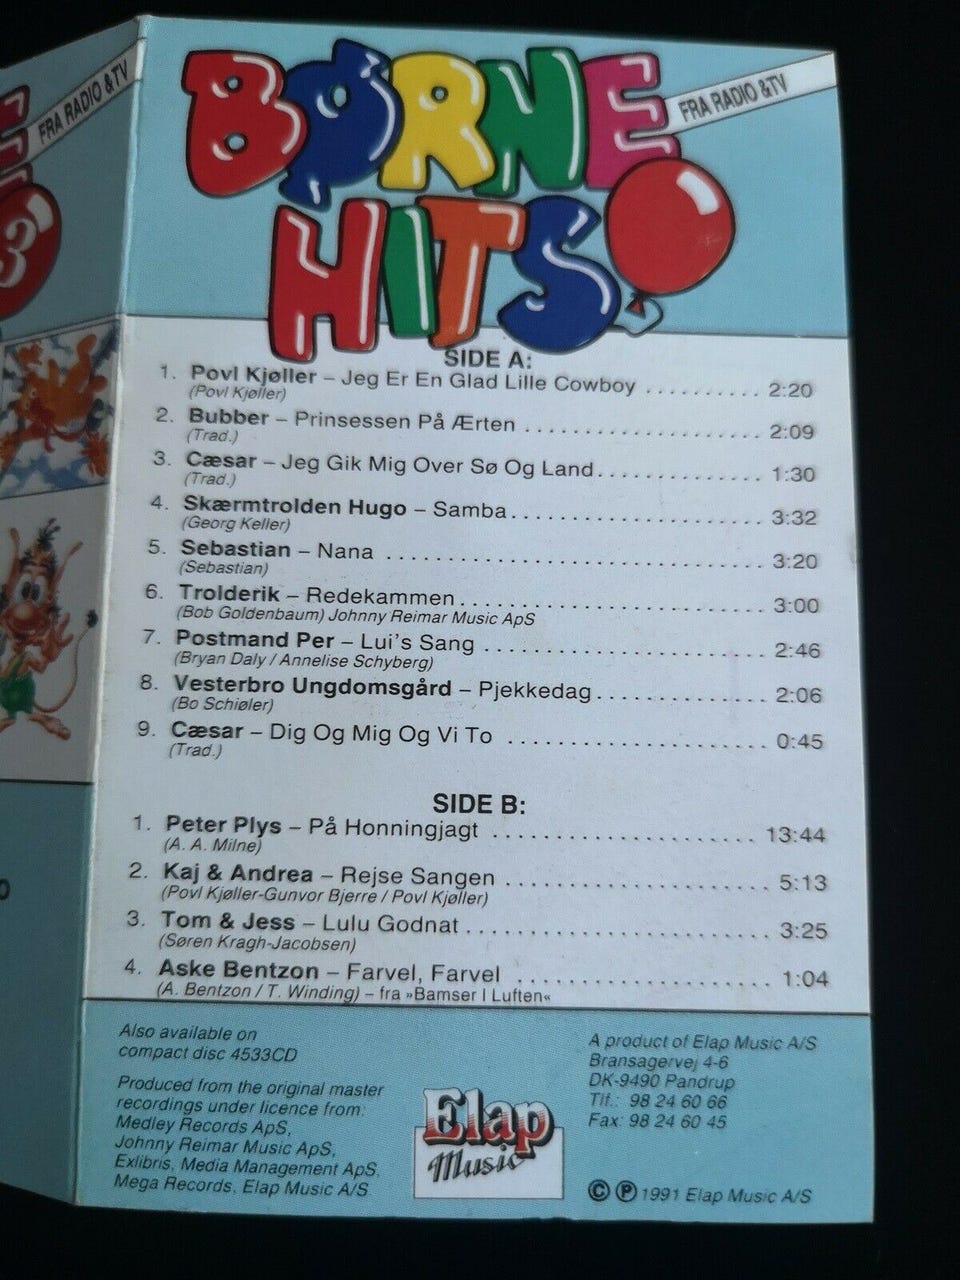 E
FRA RADIO & TV
3
BØRNE
HITS
FRA RADIO & TV
SIDE A:
1. Povl Kjøller – Jeg Er En Glad Lille Cowboy .......... 2:20
(Povl Kjøller)
2. Bubber – Prinsessen På Ærten .................... 2:09
(Trad.)
3. Cæsar – Jeg Gik Mig Over Sø Og Land.............. 1:30
(Trad.)
4. Skærmtrolden Hugo – Samba...................... 3:32
(Georg Keller)
5. Sebastian – Nana ................................ 3:20
(Sebastian)
6. Trolderik – Redekammen.......................... 3:00
(Bob Goldenbaum) Johnny Reimar Music ApS
7. Postmand Per – Lui's Sang ........................ 2:46
(Bryan Daly / Annelise Schyberg)
8. Vesterbro Ungdomsgård – Pjekkedag............... 2:06
(Bo Schiøler)
9. Cæsar – Dig Og Mig Og Vi To ...................... 0:45
(Trad.)
SIDE B:
1. Peter Plys – På Honningjagt ...................... 13:44
(A. A. Milne)
2. Kaj & Andrea – Rejse Sangen ...................... 5:13
(Povl Kjøller-Gunvor Bjerre / Povl Kjøller)
3. Tom & Jess – Lulu Godnat ......................... 3:25
(Søren Kragh-Jacobsen)
4. Aske Bentzon – Farvel, Farvel ..................... 1:04
(A. Bentzon / T. Winding) – fra »Bamser I Luften«
Also available on
compact disc 4533CD
Produced from the original master
recordings under licence from:
Medley Records ApS,
Johnny Reimar Music ApS,
Exlibris, Media Management ApS,
Mega Records, Elap Music A/S
Elap
Music
A product of Elap Music A/S
Bransagervej 4-6
DK-9490 Pandrup
Tlf.: 98 24 60 66
Fax: 98 24 60 45
© ℗ 1991 Elap Music A/S